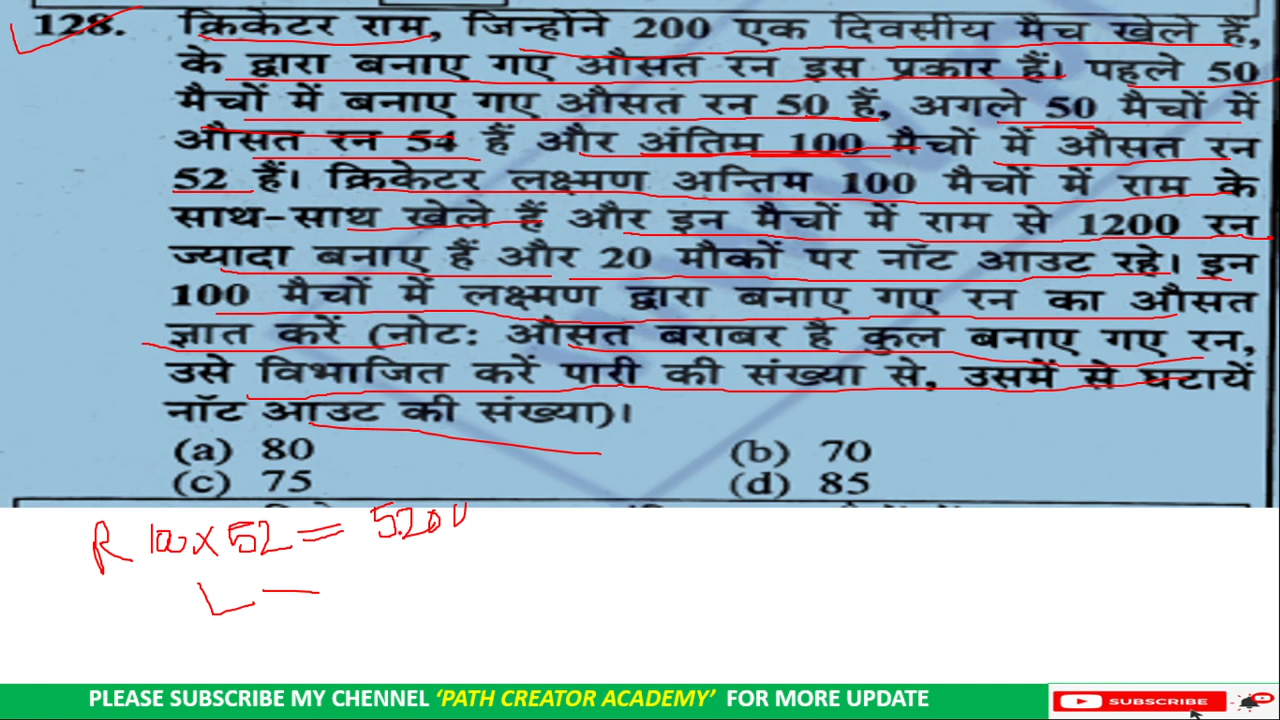 128. क्रिकेटर राम, जिन्होंने 200 एक दिवसीय मैच खेले हैं,
के द्वारा बनाए गए औसत रन इस प्रकार हैं। पहले 50
मैचों में बनाए गए औसत रन 50 हैं, अगले 50 मैचों में
औसत रन 54 हैं और अंतिम 100 मैचों में औसत रन
52 हैं। क्रिकेटर लक्ष्मण अन्तिम 100 मैचों में राम के
साथ-साथ खेले हैं और इन मैचों में राम से 1200 रन
ज्यादा बनाए हैं और 20 मौकों पर नॉट आउट रहे। इन
100 मैचों में लक्ष्मण द्वारा बनाए गए रन का औसत
ज्ञात करें (नोट: औसत बराबर है कुल बनाए गए रन,
उसे विभाजित करें पारी की संख्या से, उसमें से घटायें
नॉट आउट की संख्या)।
(a) 80 (b) 70
(c) 75 (d) 85
R 100 × 52 = 5200
L —
PLEASE SUBSCRIBE MY CHENNEL ‘PATH CREATOR ACADEMY’ FOR MORE UPDATE
SUBSCRIBE